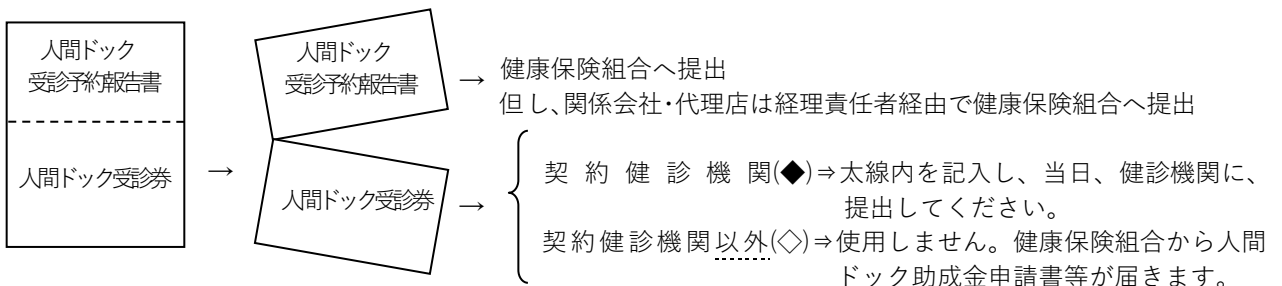 人間ドック
受診予約報告書
人間ドック受診券
→
人間ドック
受診予約報告書
→ 健康保険組合へ提出
但し、関係会社・代理店は経理責任者経由で健康保険組合へ提出
人間ドック受診券
→
契約健診機関(◆)⇒太線内を記入し、当日、健診機関に、
提出してください。
契約健診機関以外(◇)⇒使用しません。健康保険組合から人間
ドック助成金申請書等が届きます。